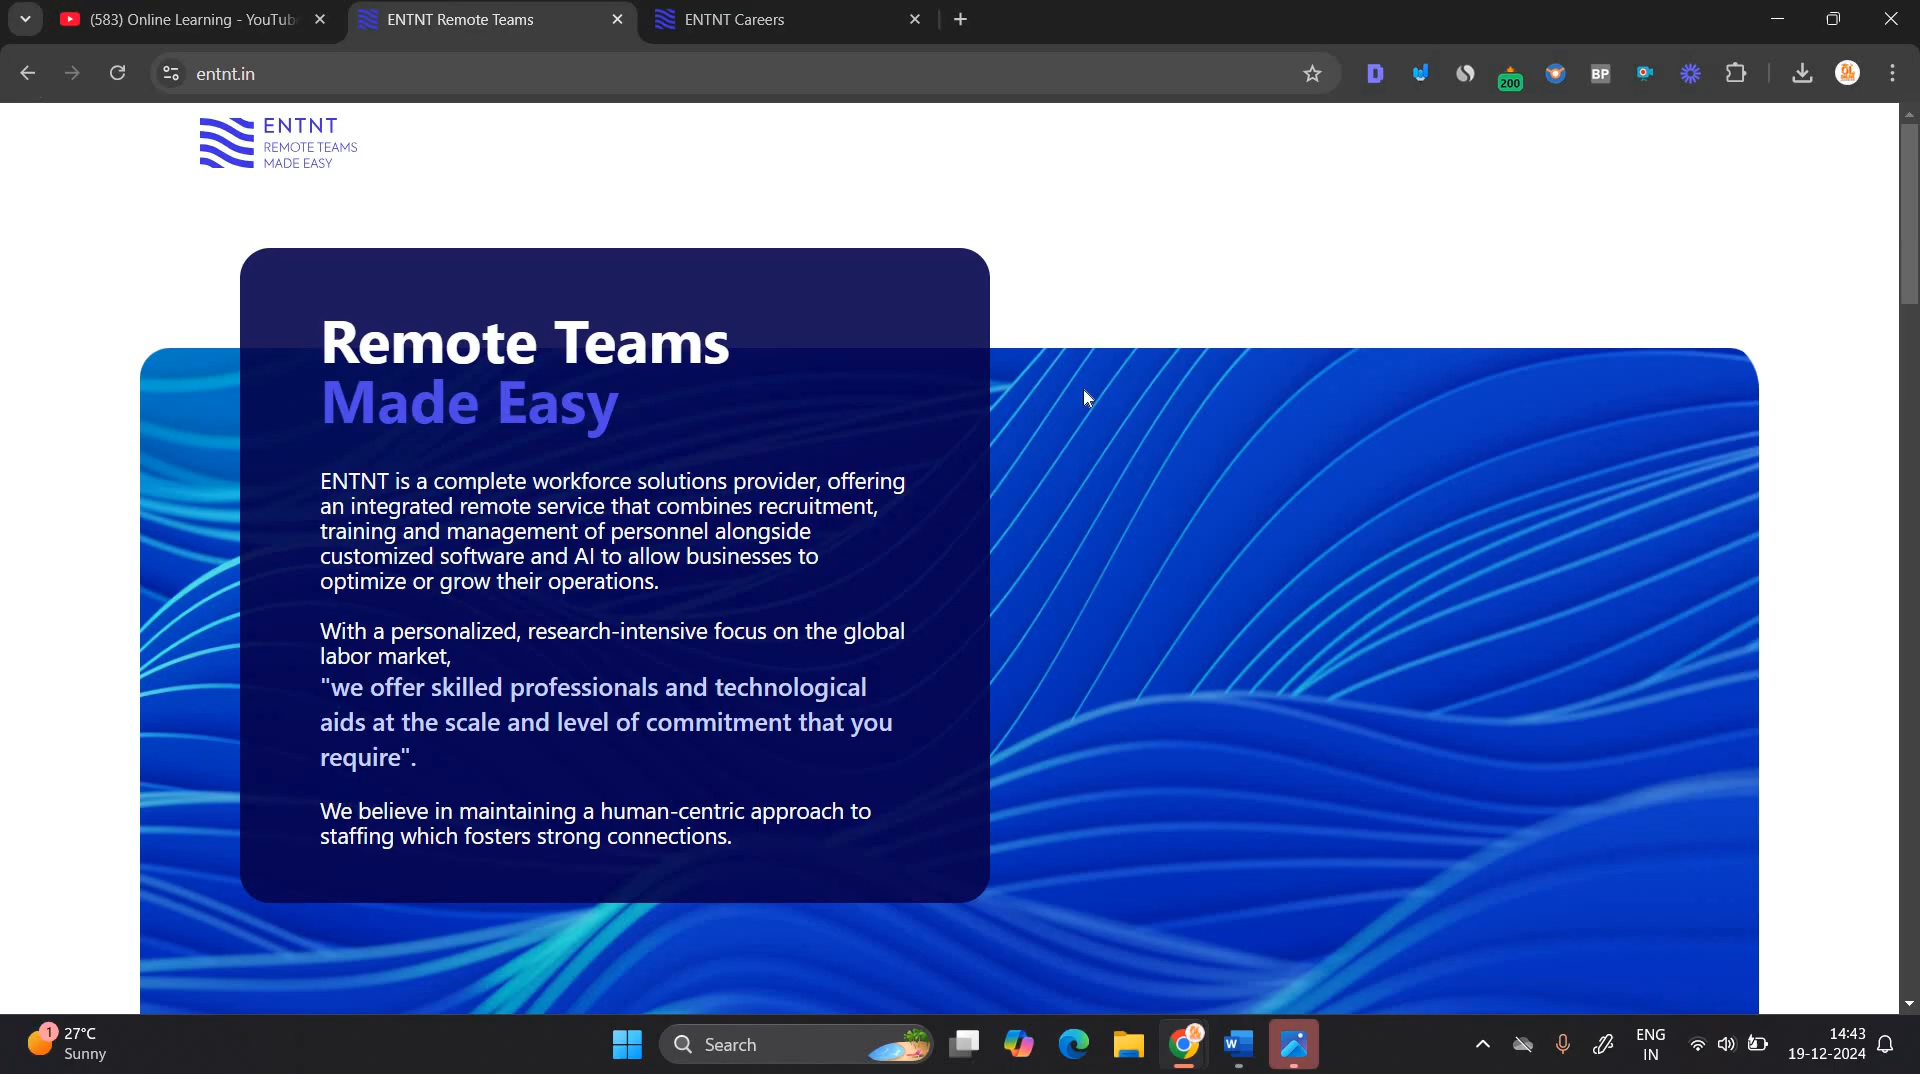 (583) Online Learning - YouTub
ENTNT Remote Teams
ENTNT Careers
entnt.in
200
BP
ENTNT
REMOTE TEAMS
MADE EASY
Remote Teams
Made Easy
ENTNT is a complete workforce solutions provider, offering
an integrated remote service that combines recruitment,
training and management of personnel alongside
customized software and AI to allow businesses to
optimize or grow their operations.
With a personalized, research-intensive focus on the global
labor market,
"we offer skilled professionals and technological
aids at the scale and level of commitment that you
require".
We believe in maintaining a human-centric approach to
staffing which fosters strong connections.
1
27°C
Sunny
Search
ENG
IN
14:43
19-12-2024